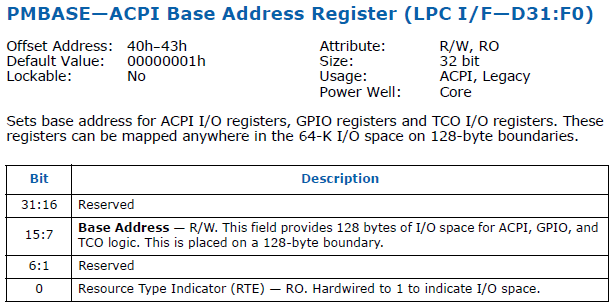 PMBASE—ACPI Base Address Register (LPC I/F—D31:F0)
Offset Address: 40h–43h Attribute: R/W, RO
Default Value: 00000001h Size: 32 bit
Lockable: No Usage: ACPI, Legacy
Power Well: Core
Sets base address for ACPI I/O registers, GPIO registers and TCO I/O registers. These
registers can be mapped anywhere in the 64-K I/O space on 128-byte boundaries.
Bit Description
31:16 Reserved
15:7 Base Address — R/W. This field provides 128 bytes of I/O space for ACPI, GPIO, and
TCO logic. This is placed on a 128-byte boundary.
6:1 Reserved
0 Resource Type Indicator (RTE) — RO. Hardwired to 1 to indicate I/O space.